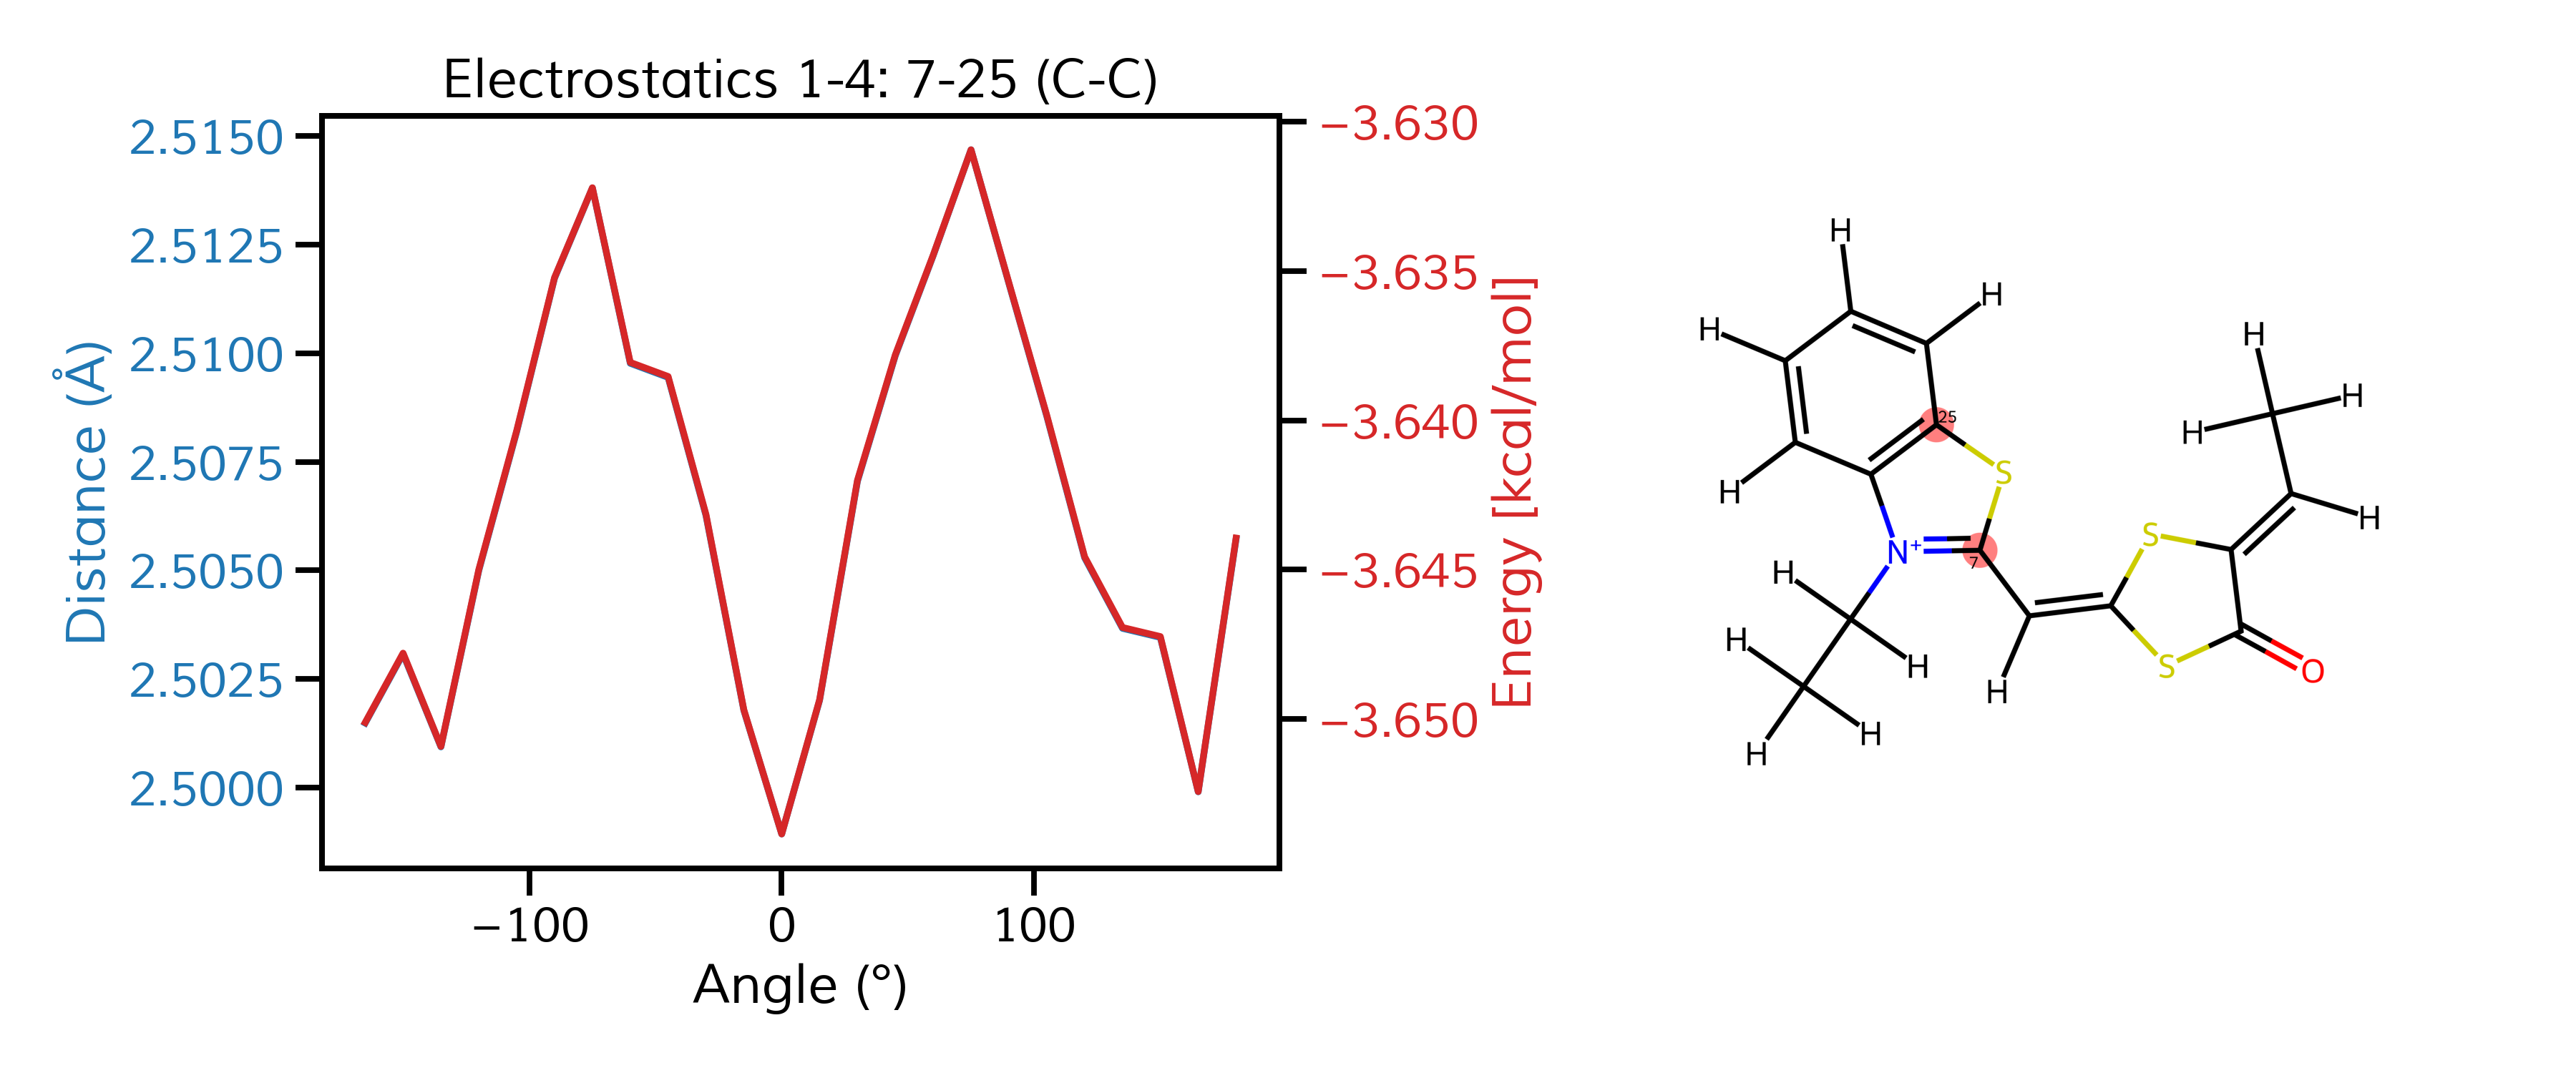 Electrostatics 1-4: 7-25 (C-C)
2.5150
2.5125
2.5100
2.5075
2.5050
2.5025
2.5000
Distance (Å)
−3.630
−3.635
−3.640
−3.645
−3.650
Energy [kcal/mol]
−100
0
100
Angle (°)
H
H
H
H
H
H
25
H
S
H
H
S
N+
7
H
H
H
S
O
H
H
H
H